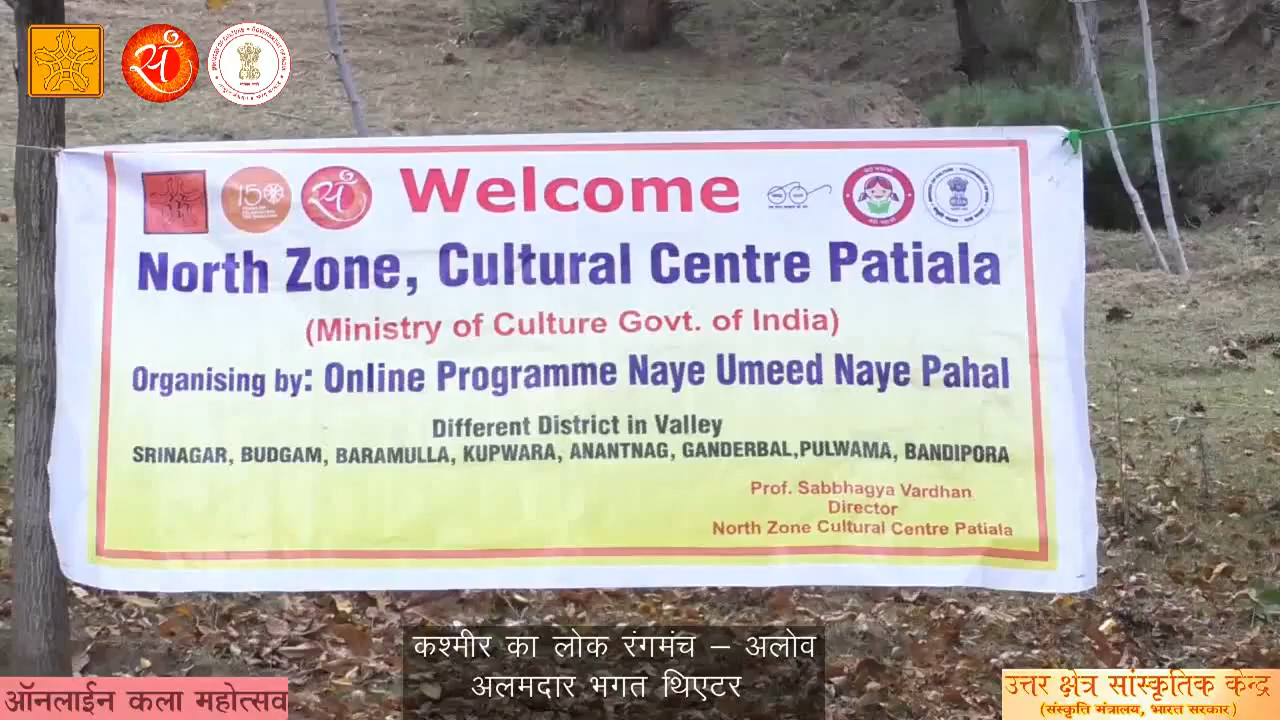 Welcome
North Zone, Cultural Centre Patiala
(Ministry of Culture Govt. of India)
Organising by: Online Programme Naye Umeed Naye Pahal
Different District in Valley
SRINAGAR, BUDGAM, BARAMULLA, KUPWARA, ANANTNAG, GANDERBAL,PULWAMA, BANDIPORA
Prof. Sabbhagya Vardhan
Director
North Zone Cultural Centre Patiala
कश्मीर का लोक रंगमंच – अलोव
अलमदार भगत थिएटर
ऑनलाईन कला महोत्सव
उत्तर क्षेत्र सांस्कृतिक केन्द्र
(संस्कृति मंत्रालय, भारत सरकार)